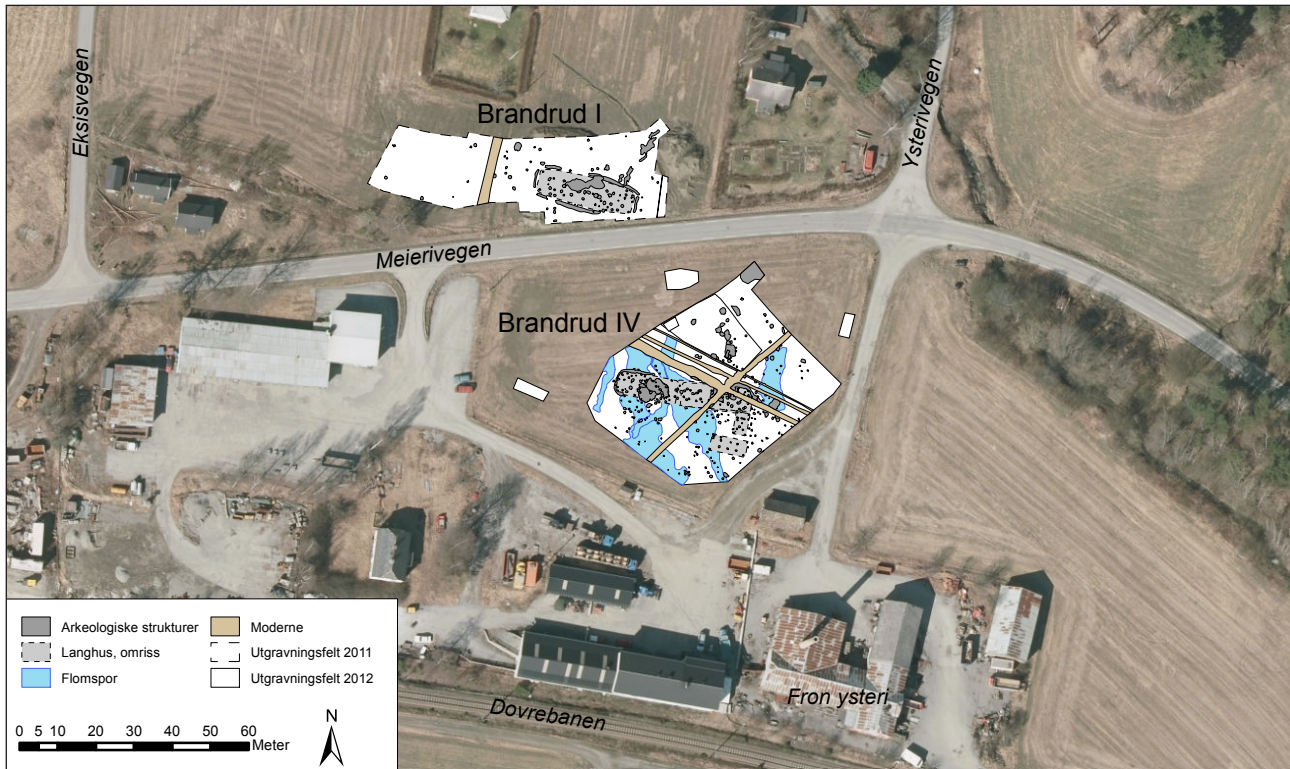 Eksisvegen
Brandrud I
Ysterivegen
Meierivegen
Brandrud IV
Arkeologiske strukturer
Moderne
Langhus, omriss
Utgravningsfelt 2011
Flomspor
Utgravningsfelt 2012
0 5 10 20 30 40 50 60
Meter
N
Dovrebanen
Fron ysteri